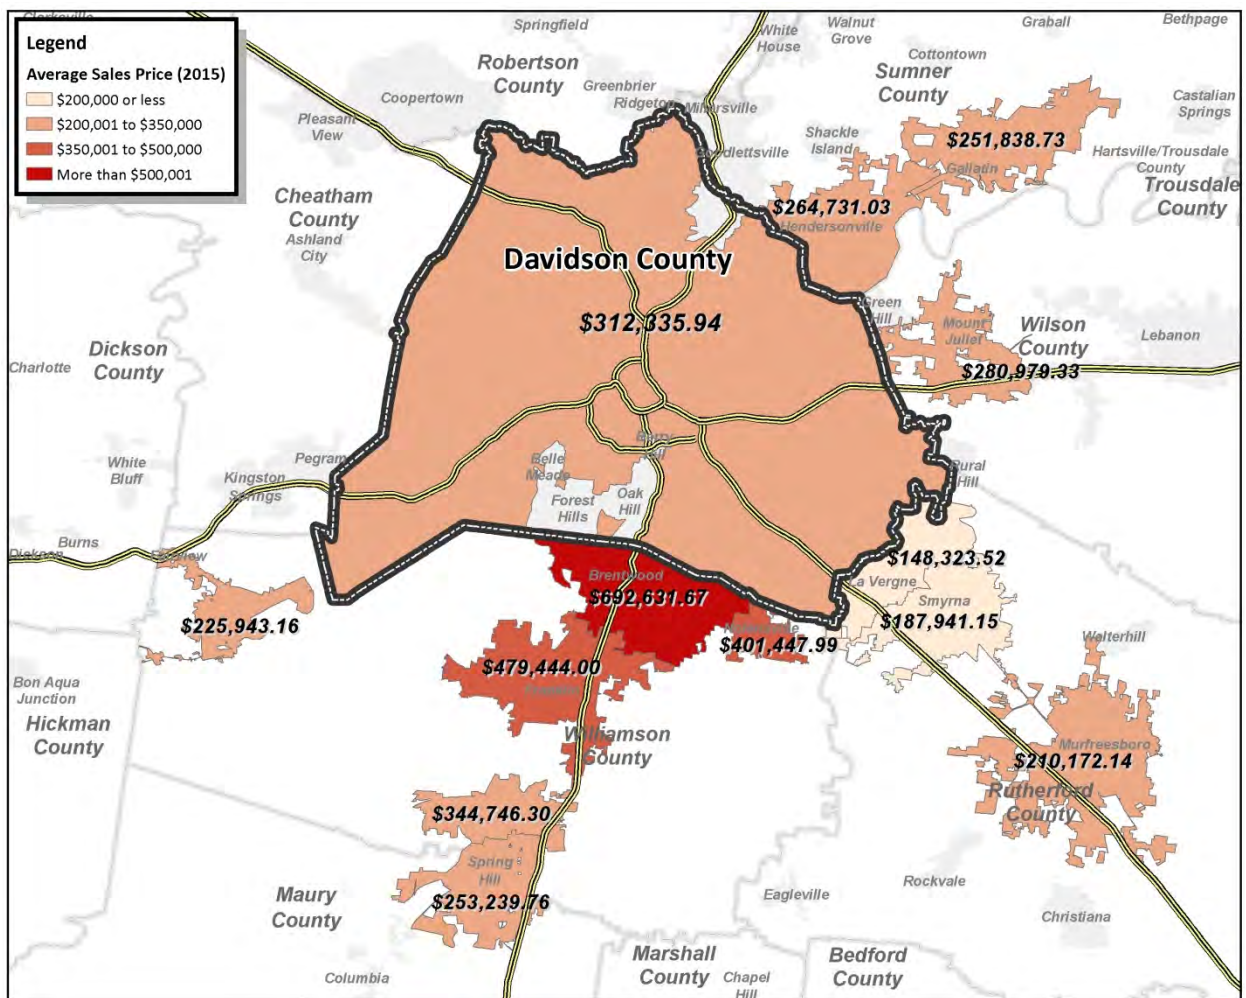 Clarksville
Legend
Average Sales Price (2015)
$200,000 or less
$200,001 to $350,000
$350,001 to $500,000
More than $500,001
Springfield
White
House
Walnut
Grove
Graball
Bethpage
Cottontown
Robertson
County
Sumner
County
Greenbrier
Ridgetop
Millersville
Coopertown
Pleasant
View
Castalian
Springs
Shackle
Island
$251,838.73
Goodlettsville
Gallatin
Hartsville/Trousdale
County
Trousdale
County
Cheatham
County
Ashland
City
$264,731.03
Hendersonville
Davidson County
$312,335.94
Green
Hill
Mount
Juliet
Wilson
County
Lebanon
$280,979.33
Dickson
County
Charlotte
White
Bluff
Pegram
Kingston
Springs
Berry
Hill
Belle
Meade
Forest
Hills
Oak
Hill
Rural
Hill
Burns
Dickson
Fairview
$225,943.16
Brentwood
$692,631.67
Nolensville
$401,447.99
$148,323.52
La Vergne
Smyrna
$187,941.15
Walterhill
$479,444.00
Franklin
Bon Aqua
Junction
Hickman
County
Williamson
County
Murfreesboro
$210,172.14
Rutherford
County
$344,746.30
Spring
Hill
$253,239.76
Maury
County
Eagleville
Rockvale
Christiana
Columbia
Marshall
County
Chapel
Hill
Bedford
County